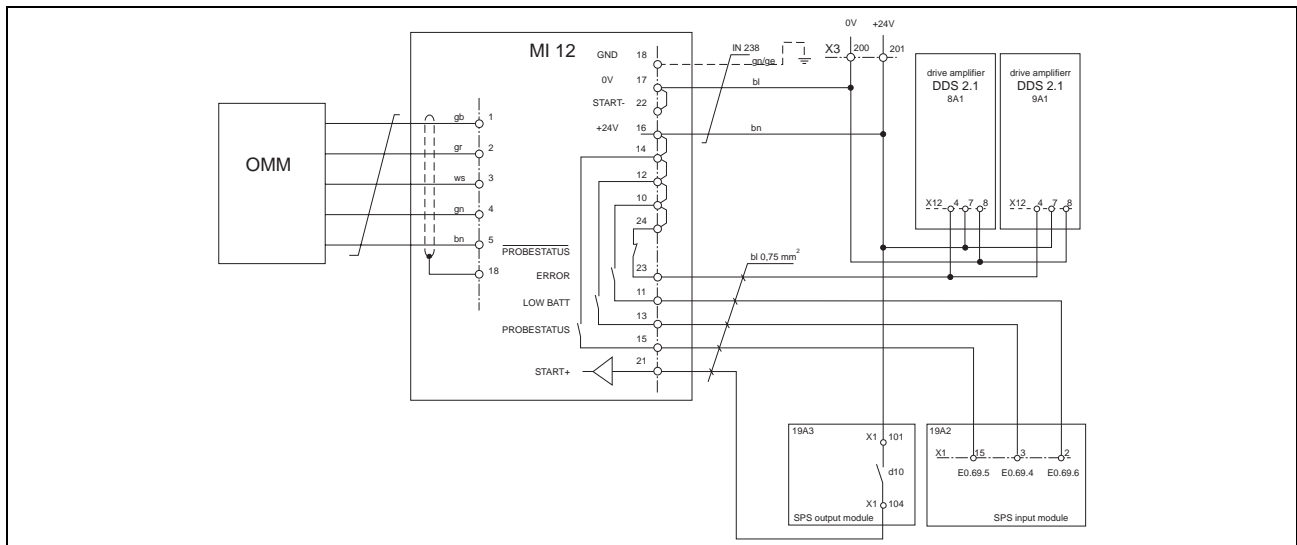 0V +24V
MI 12
GND 18
IN 238
gn/ge
X3 200 201
0V 17
bl
START- 22
+24V 16
bn
14
12
10
24
23
11
13
15
21
drive amplifier
DDS 2.1
8A1
X12 4 7 8
drive amplifierr
DDS 2.1
9A1
X12 4 7 8
OMM
gb 1
gr 2
ws 3
gn 4
bn 5
18
PROBESTATUS
ERROR
LOW BATT
PROBESTATUS
START+
bl 0,75 mm²
19A3
X1 101
d10
X1 104
SPS output module
19A2
X1 15 3 2
E0.69.5 E0.69.4 E0.69.6
SPS input module